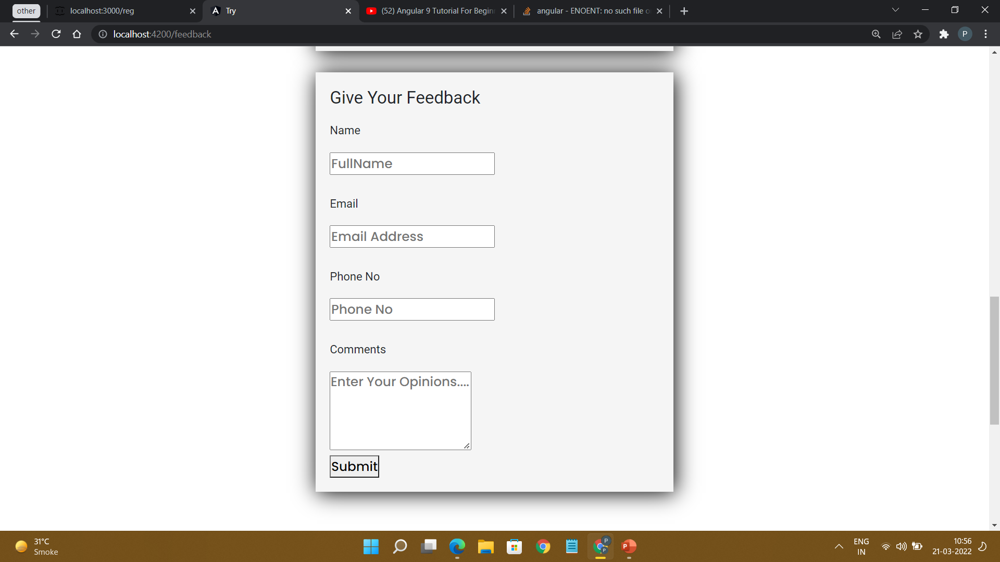 other
localhost:3000/reg
Try
(52) Angular 9 Tutorial For Begin
angular - ENOENT: no such file o
localhost:4200/feedback
P
Give Your Feedback
Name
FullName
Email
Email Address
Phone No
Phone No
Comments
Enter Your Opinions....
Submit
31°C
Smoke
ENG
IN
10:56
21-03-2022